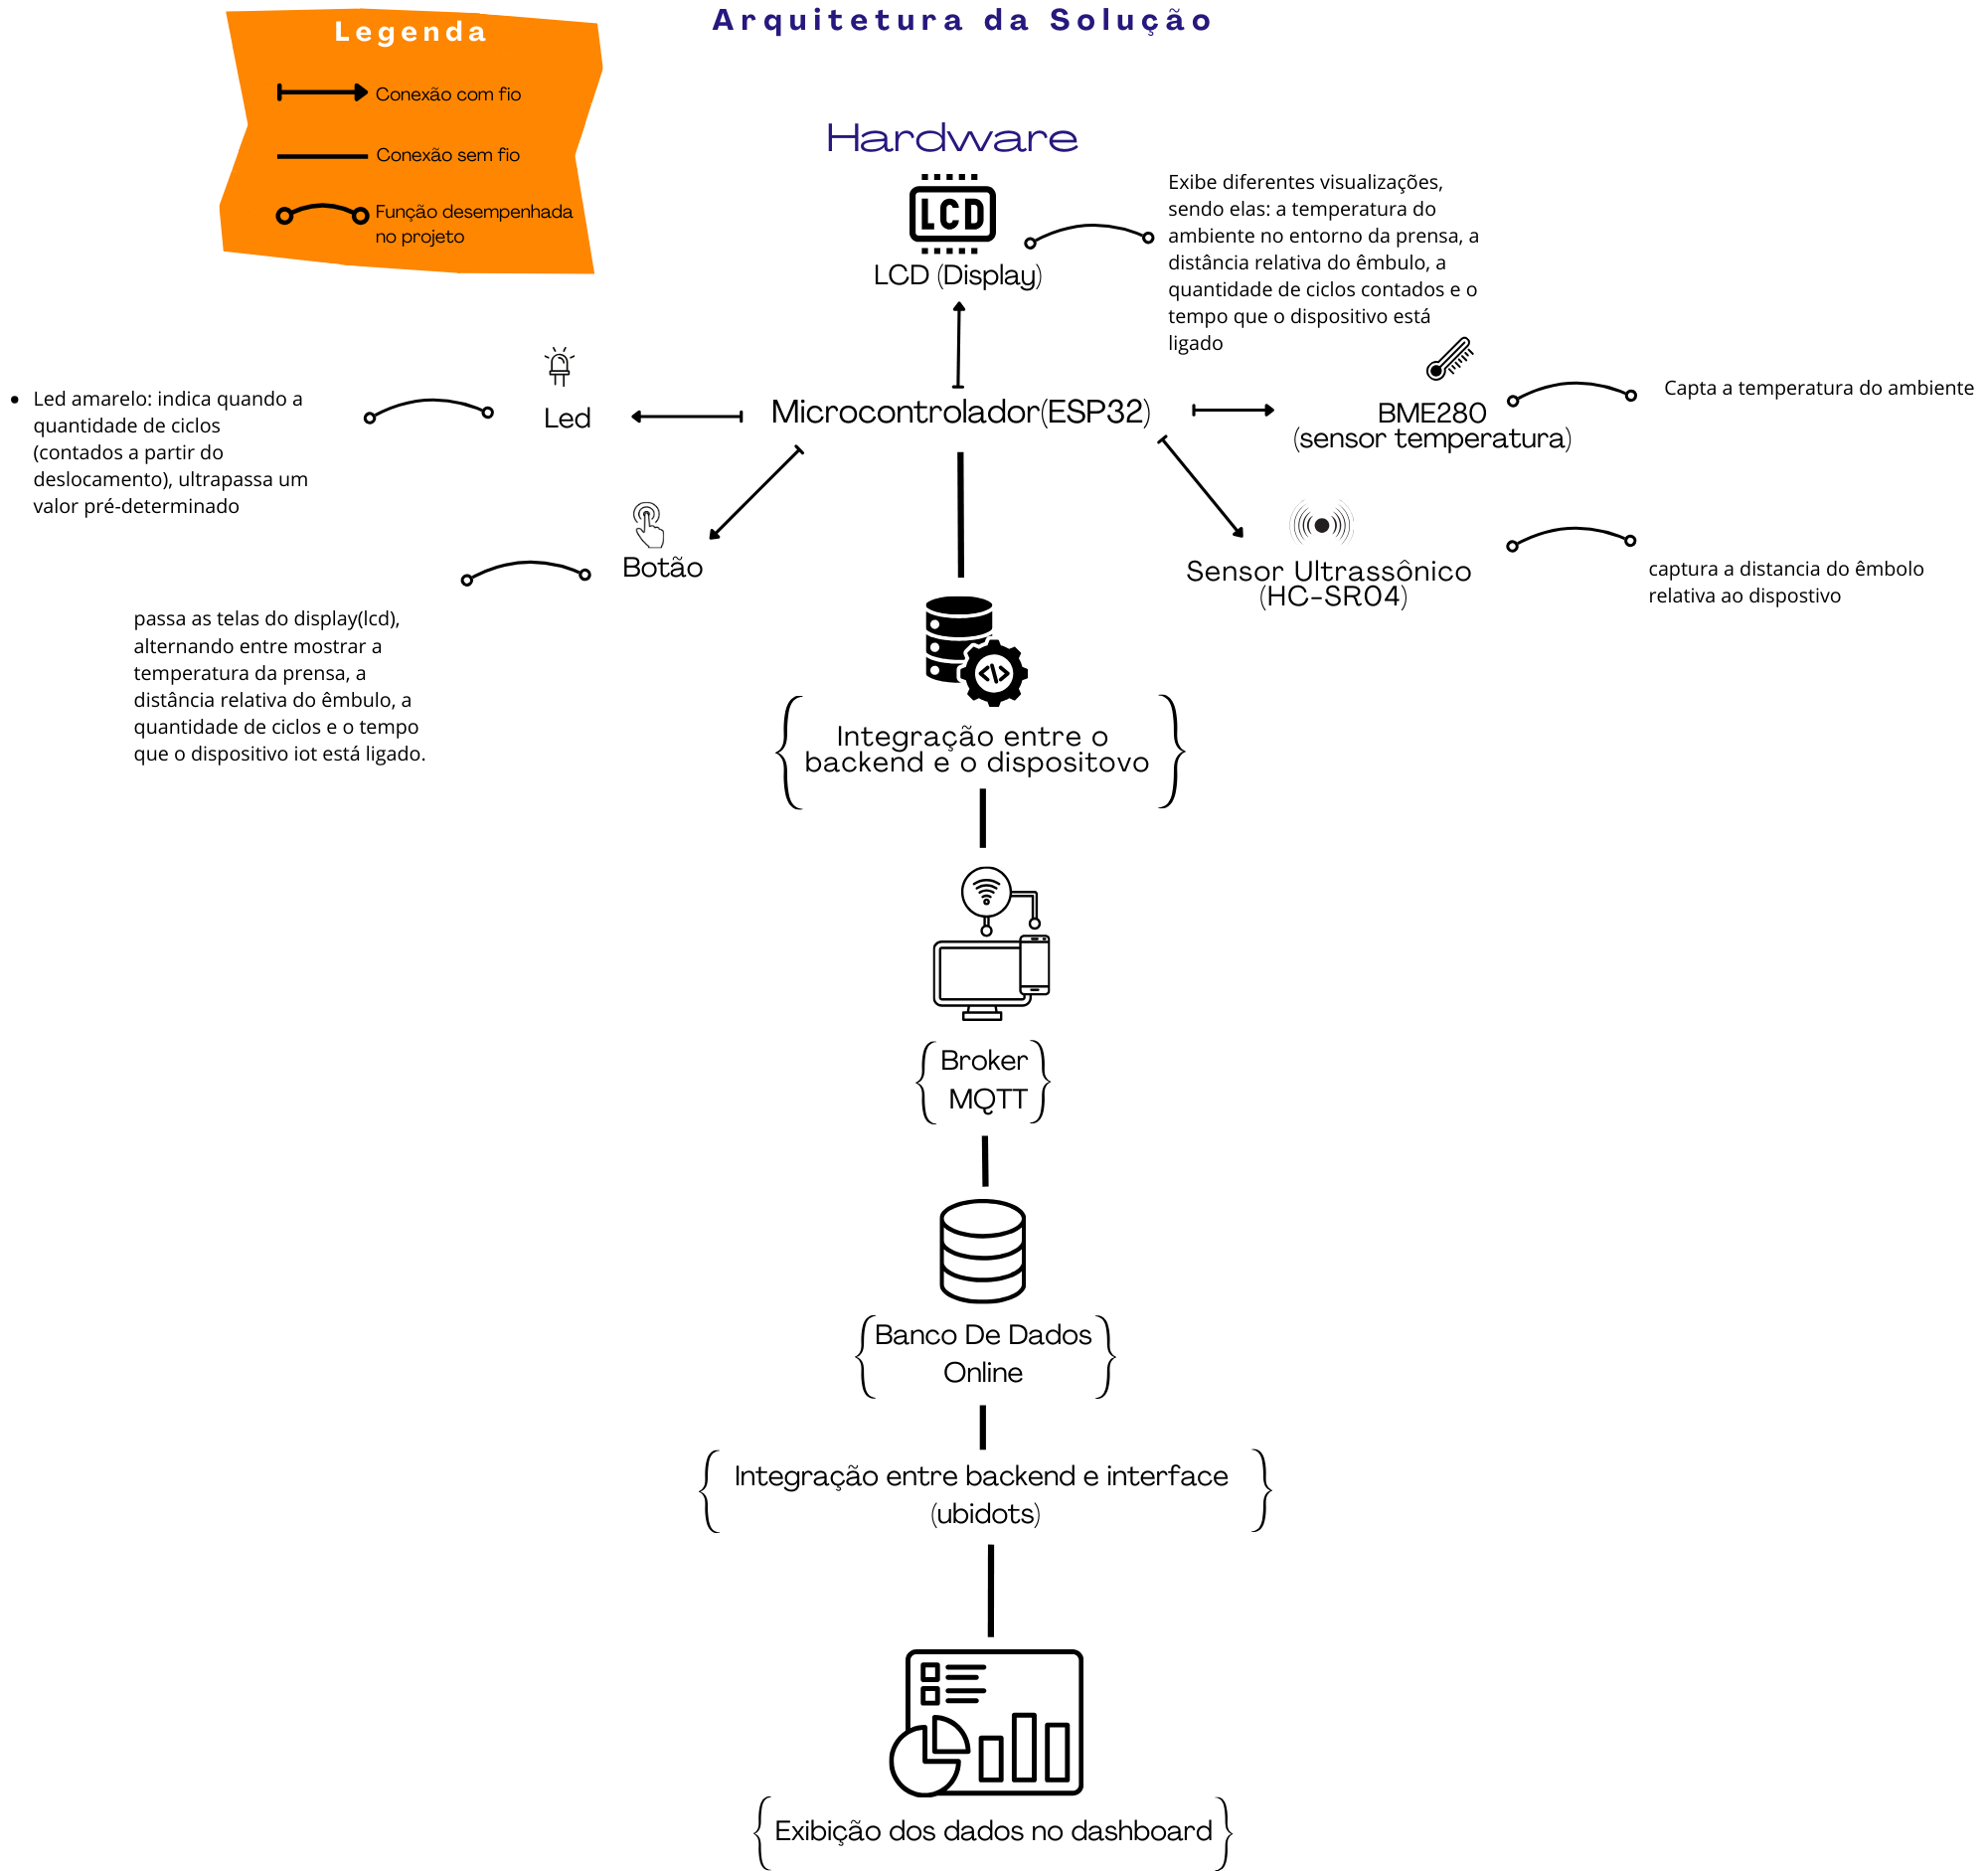 Legenda
Conexão com fio
Conexão sem fio
Função desempenhada
no projeto
Arquitetura da Solução
Hardware
LCD
LCD (Display)
Exibe diferentes visualizações,
sendo elas: a temperatura do
ambiente no entorno da prensa, a
distância relativa do êmbulo, a
quantidade de ciclos contados e o
tempo que o dispositivo está
ligado
• Led amarelo: indica quando a
quantidade de ciclos
(contados a partir do
deslocamento), ultrapassa um
valor pré-determinado
Led
Microcontrolador(ESP32)
BME280
(sensor temperatura)
Capta a temperatura do ambiente
Botão
passa as telas do display(lcd),
alternando entre mostrar a
temperatura da prensa, a
distância relativa do êmbulo, a
quantidade de ciclos e o tempo
que o dispositivo iot está ligado.
Sensor Ultrassônico
(HC-SR04)
captura a distancia do êmbolo
relativa ao dispostivo
Integração entre o
backend e o dispositovo
Broker
MQTT
Banco De Dados
Online
Integração entre backend e interface
(ubidots)
Exibição dos dados no dashboard